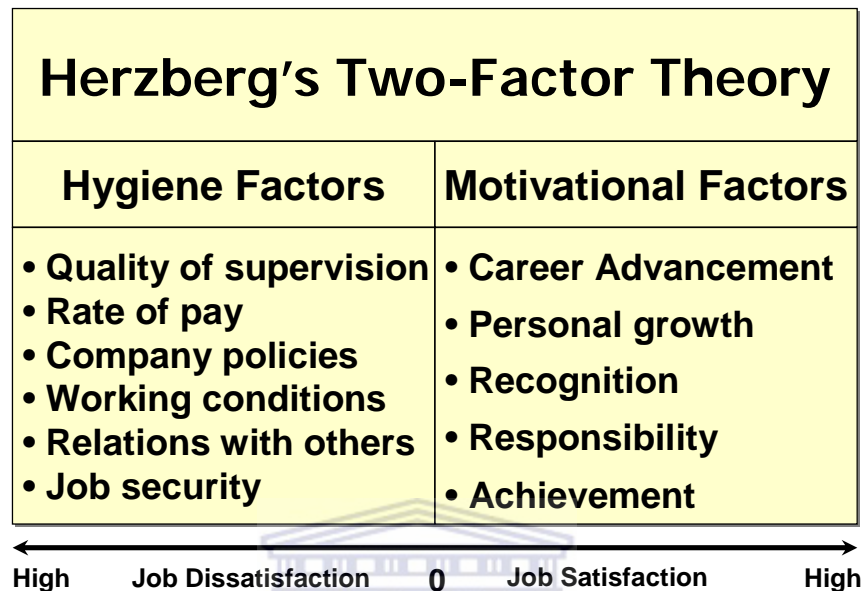 Herzberg's Two-Factor Theory
Hygiene Factors
Motivational Factors
• Quality of supervision
• Rate of pay
• Company policies
• Working conditions
• Relations with others
• Job security
• Career Advancement
• Personal growth
• Recognition
• Responsibility
• Achievement
High Job Dissatisfaction 0 Job Satisfaction High